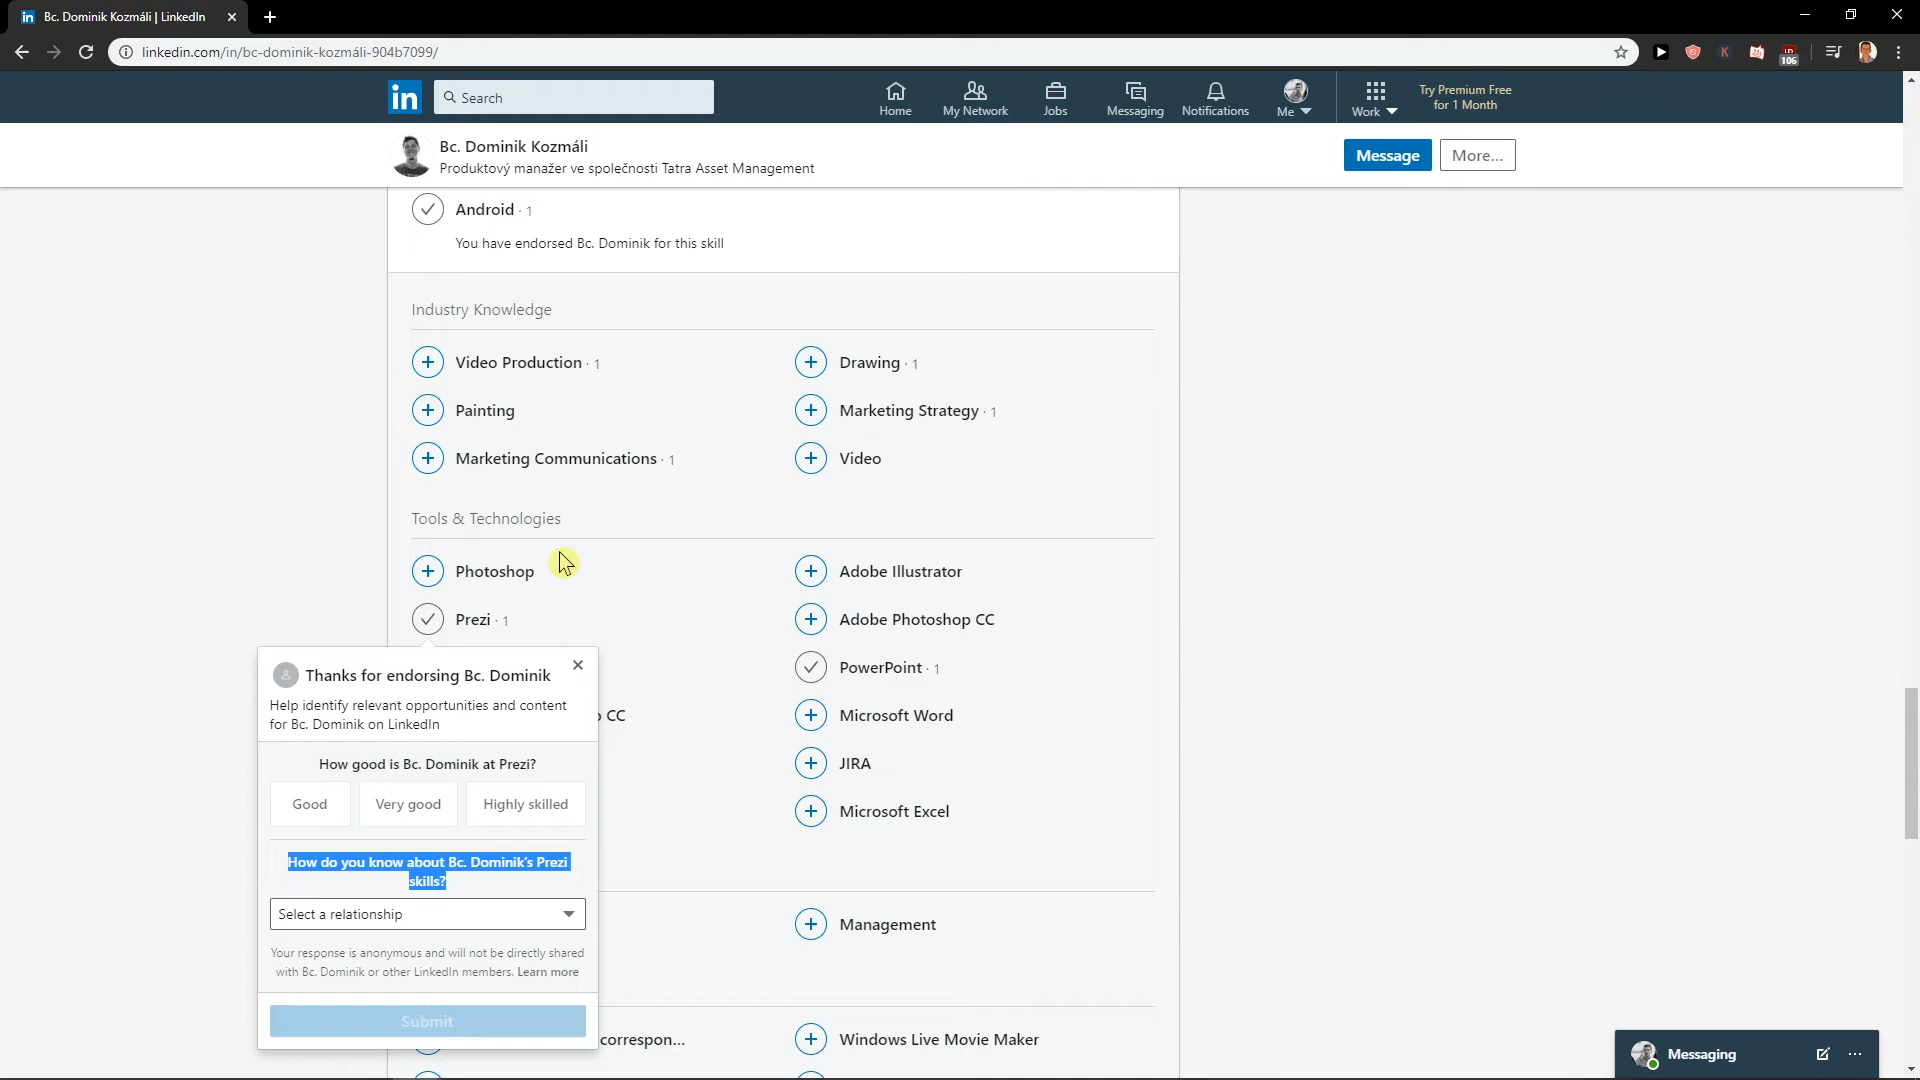 Bc. Dominik Kozmáli | LinkedIn
linkedin.com/in/bc-dominik-kozmáli-904b7099/
106
in
Search
Home
My Network
Jobs
Messaging
Notifications
Me
Work
Try Premium Free
for 1 Month
Bc. Dominik Kozmáli
Produktový manažer ve společnosti Tatra Asset Management
Message
More...
Android · 1
You have endorsed Bc. Dominik for this skill
Industry Knowledge
Video Production · 1
Drawing · 1
Painting
Marketing Strategy · 1
Marketing Communications · 1
Video
Tools & Technologies
Photoshop
Adobe Illustrator
Prezi · 1
Adobe Photoshop CC
PowerPoint · 1
CC
Microsoft Word
JIRA
Microsoft Excel
Management
correspon...
Windows Live Movie Maker
Thanks for endorsing Bc. Dominik
Help identify relevant opportunities and content
for Bc. Dominik on LinkedIn
How good is Bc. Dominik at Prezi?
Good
Very good
Highly skilled
How do you know about Bc. Dominik’s Prezi
skills?
Select a relationship
Your response is anonymous and will not be directly shared
with Bc. Dominik or other LinkedIn members. Learn more
Submit
Messaging